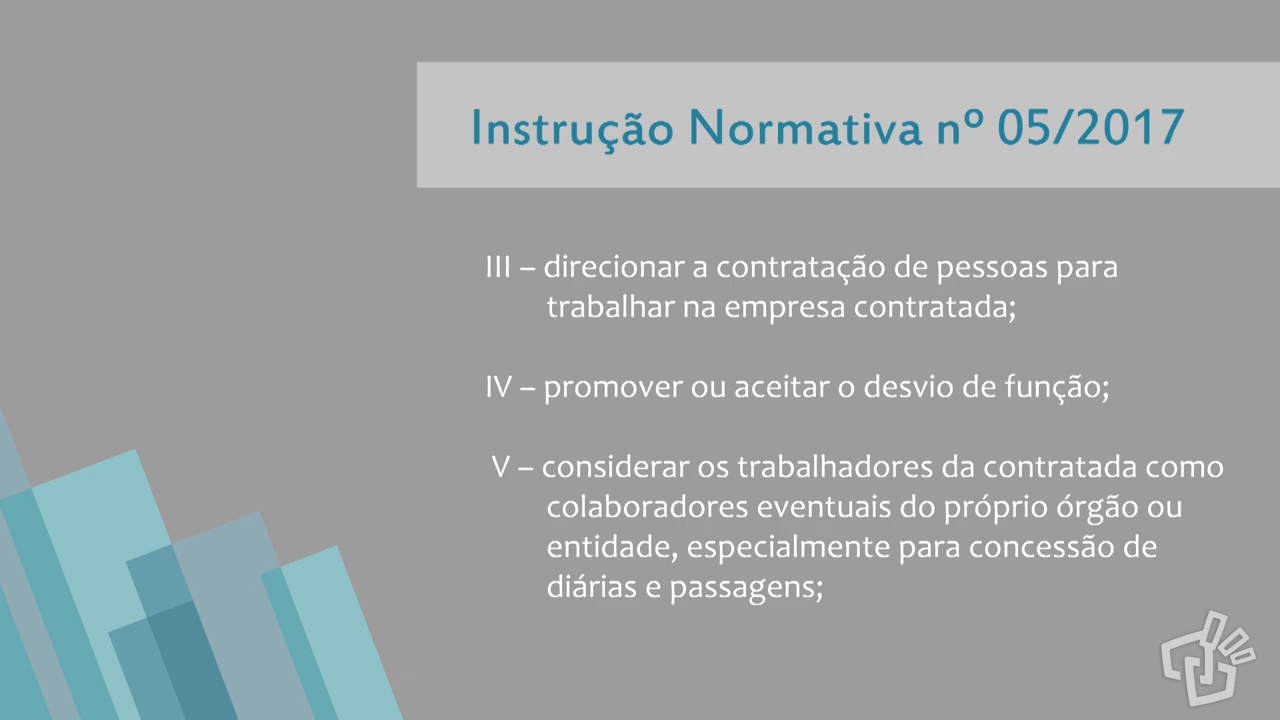 Instrução Normativa nº 05/2017
III – direcionar a contratação de pessoas para
trabalhar na empresa contratada;
IV – promover ou aceitar o desvio de função;
V – considerar os trabalhadores da contratada como
colaboradores eventuais do próprio órgão ou
entidade, especialmente para concessão de
diárias e passagens;